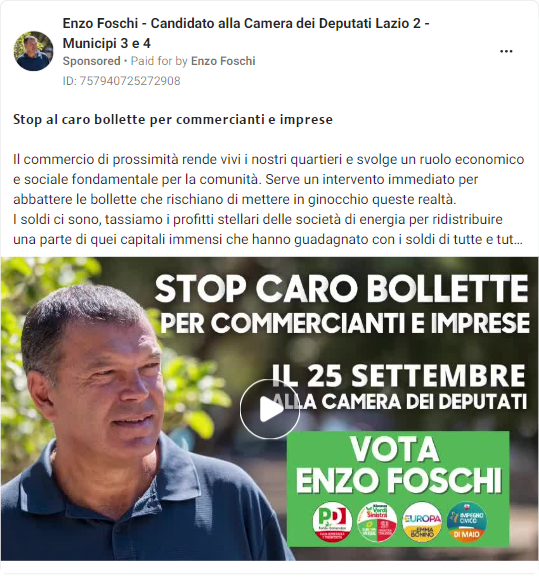 Enzo Foschi - Candidato alla Camera dei Deputati Lazio 2 -
Municipi 3 e 4
Sponsored • Paid for by Enzo Foschi
ID: 757940725272908
Stop al caro bollette per commercianti e imprese
Il commercio di prossimità rende vivi i nostri quartieri e svolge un ruolo economico
e sociale fondamentale per la comunità. Serve un intervento immediato per
abbattere le bollette che rischiano di mettere in ginocchio queste realtà.
I soldi ci sono, tassiamo i profitti stellari delle società di energia per ridistribuire
una parte di quei capitali immensi che hanno guadagnato con i soldi di tutte e tut...
STOP CARO BOLLETTE
PER COMMERCIANTI E IMPRESE
IL 25 SETTEMBRE
ALLA CAMERA DEI DEPUTATI
VOTA
ENZO FOSCHI
PD
Verdi
Sinistra
EUROPA
EMMA
BONINO
IMPEGNO
CIVICO
DI MAIO